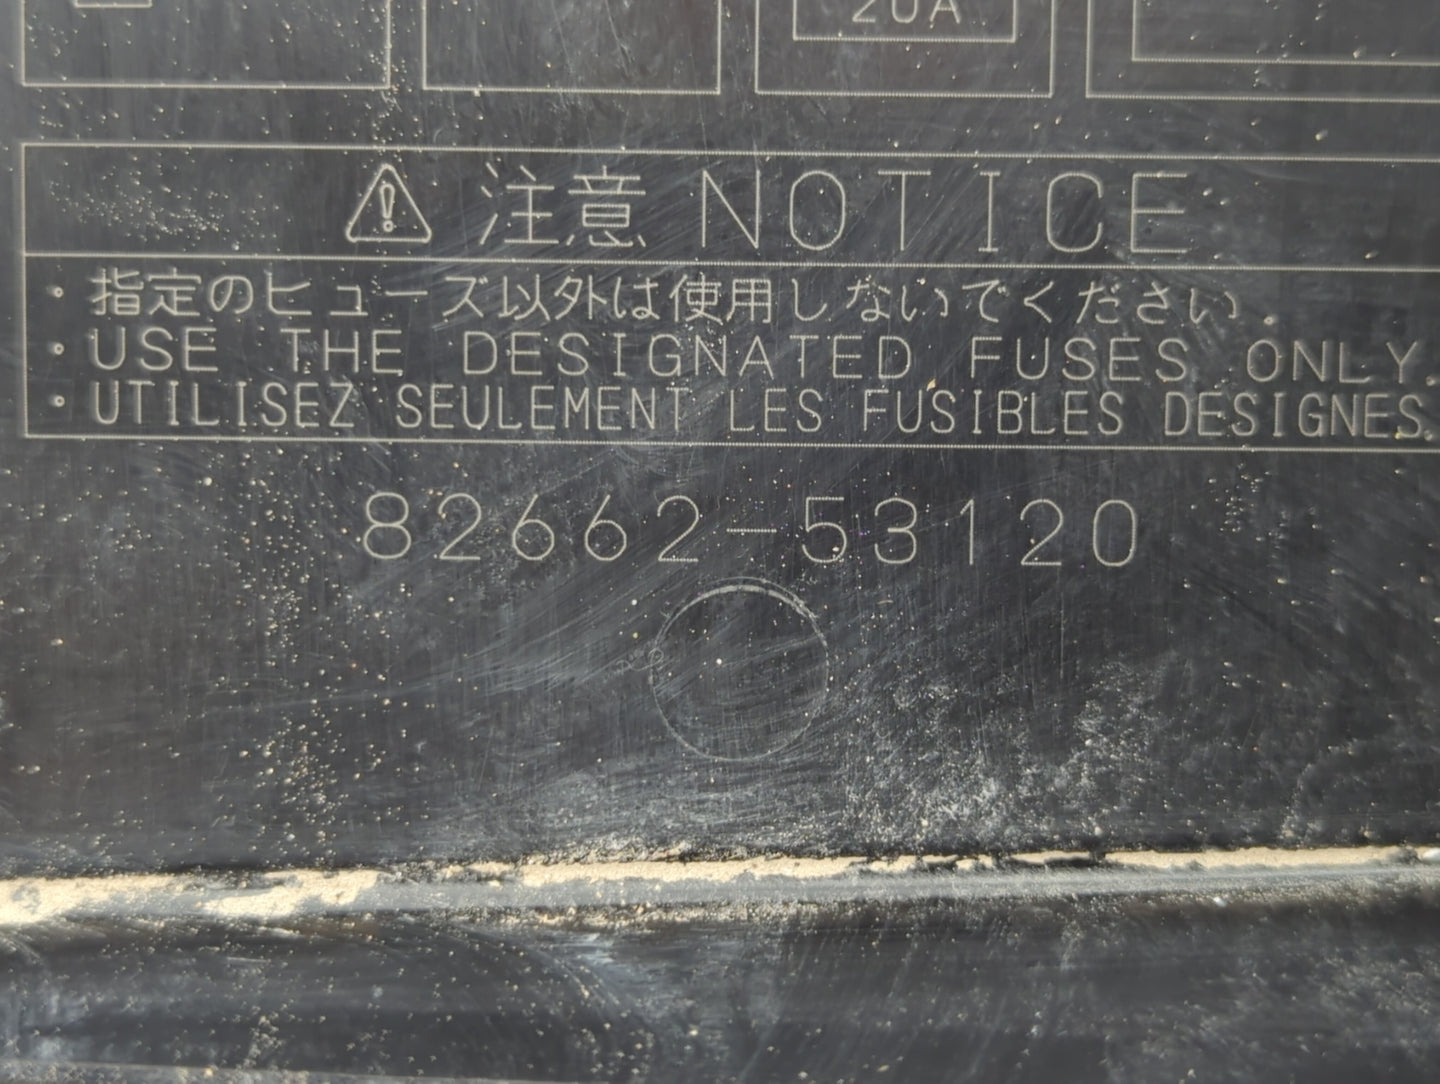 20A
注意 NOTICE
・指定のヒューズ以外は使用しないでください.
・USE THE DESIGNATED FUSES ONLY.
・UTILISEZ SEULEMENT LES FUSIBLES DESIGNES.
82662-53120